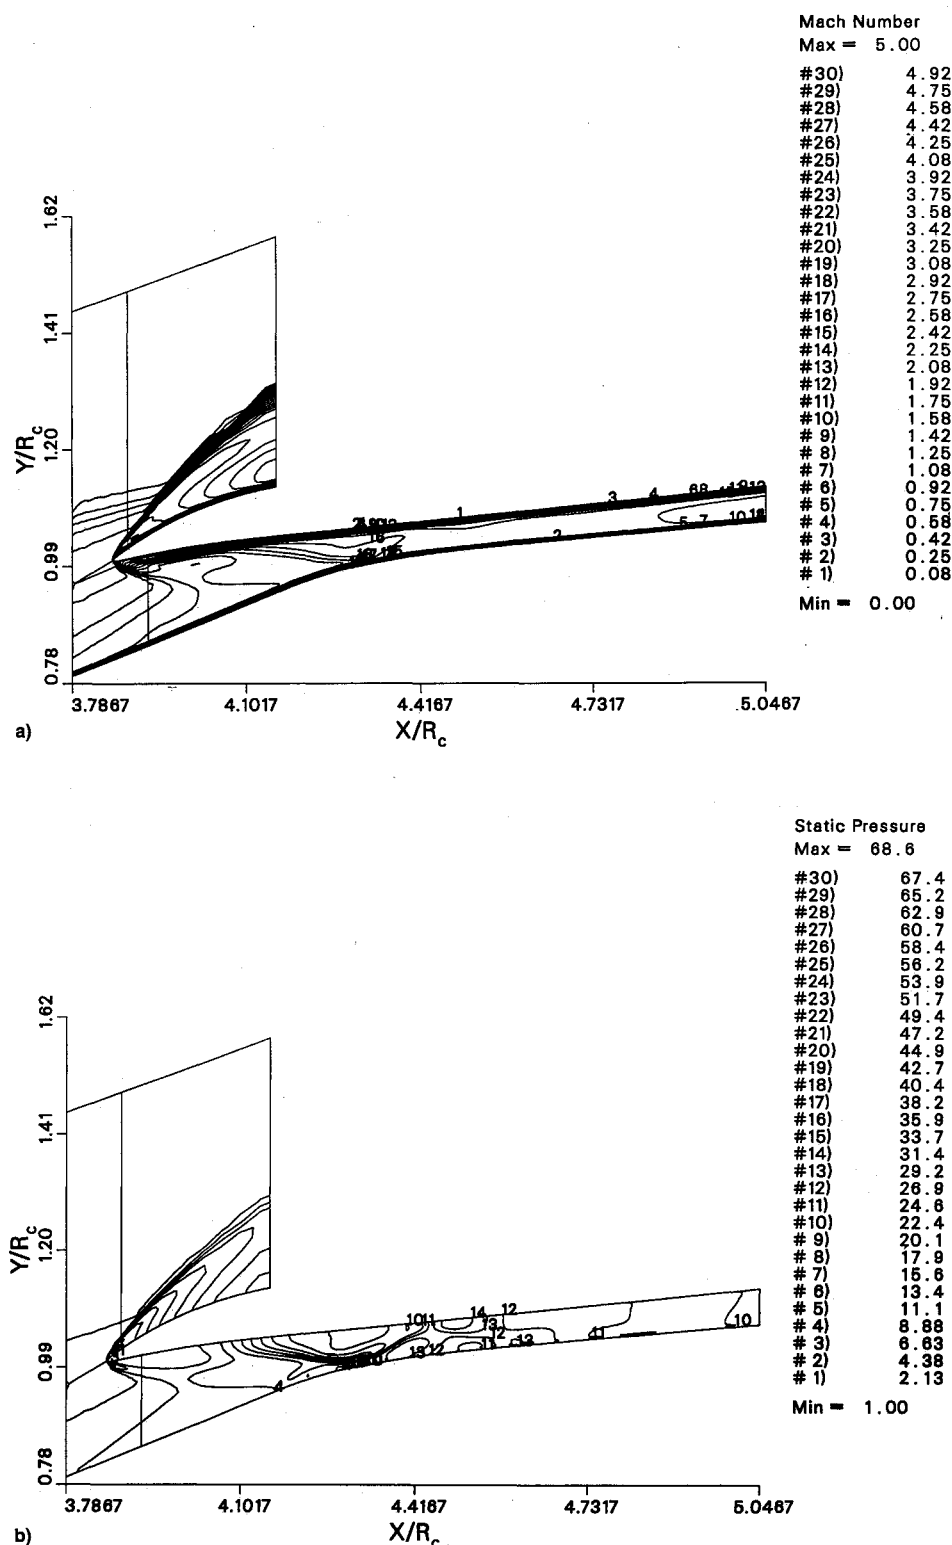 Mach Number
Max = 5.00
#30) 4.92
#29) 4.75
#28) 4.58
#27) 4.42
#26) 4.25
#25) 4.08
#24) 3.92
#23) 3.75
#22) 3.58
#21) 3.42
#20) 3.25
#19) 3.08
#18) 2.92
#17) 2.75
#16) 2.58
#15) 2.42
#14) 2.25
#13) 2.08
#12) 1.92
#11) 1.75
#10) 1.58
# 9) 1.42
# 8) 1.25
# 7) 1.08
# 6) 0.92
# 5) 0.75
# 4) 0.58
# 3) 0.42
# 2) 0.25
# 1) 0.08
Min = 0.00
1.62
1.41
1.20
0.99
0.78
Y/Rc
1
3
4
68
2
5
7
10
3.7867 4.1017 4.4167 4.7317 5.0467
X/Rc
a)
Static Pressure
Max = 68.6
#30) 67.4
#29) 65.2
#28) 62.9
#27) 60.7
#26) 58.4
#25) 56.2
#24) 53.9
#23) 51.7
#22) 49.4
#21) 47.2
#20) 44.9
#19) 42.7
#18) 40.4
#17) 38.2
#16) 35.9
#15) 33.7
#14) 31.4
#13) 29.2
#12) 26.9
#11) 24.6
#10) 22.4
# 9) 20.1
# 8) 17.9
# 7) 15.6
# 6) 13.4
# 5) 11.1
# 4) 8.88
# 3) 6.63
# 2) 4.38
# 1) 2.13
Min = 1.00
1.62
1.41
1.20
0.99
0.78
Y/Rc
10 11
14
12
13
12
13
11
10
12
4
3.7867 4.1017 4.4167 4.7317 5.0467
X/Rc
b)